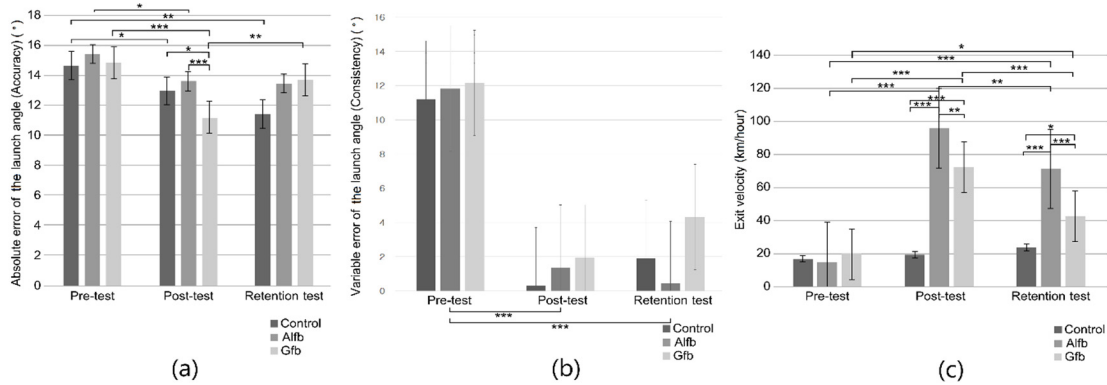 Absolute error of the launch angle (Accuracy) (°)
18
16
14
12
10
8
6
4
2
0
*
**
***
*
*
**
***
Pre-test
Post-test
Retention test
Control
Alfb
Gfb
(a)
Variable error of the launch angle (Consistency) (°)
16
14
12
10
8
6
4
2
0
Pre-test
Post-test
Retention test
***
***
Control
Alfb
Gfb
(b)
Exit velocity (km/hour)
140
120
100
80
60
40
20
0
*
***
***
***
***
**
***
***
**
*
***
***
Pre-test
Post-test
Retention test
Control
Alfb
Gfb
(c)